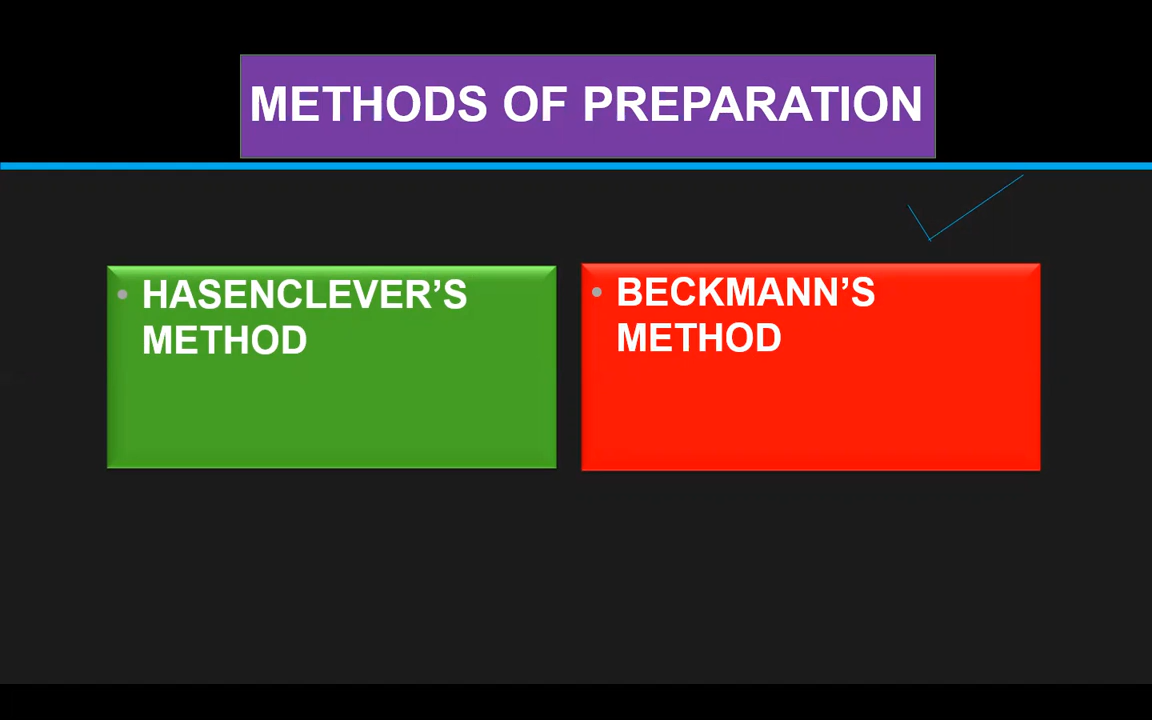 METHODS OF PREPARATION
• HASENCLEVER’S
METHOD
• BECKMANN’S
METHOD